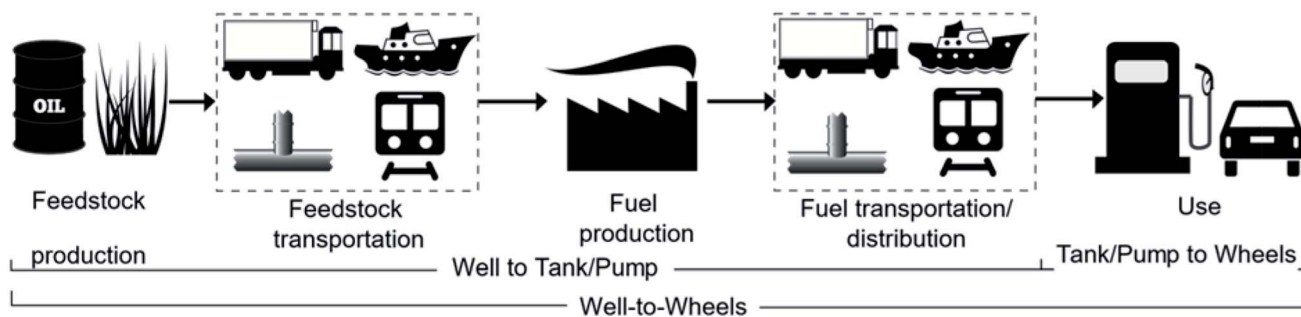 OIL
Feedstock
production
Feedstock
transportation
Fuel
production
Fuel transportation/
distribution
Use
Well to Tank/Pump
Tank/Pump to Wheels
Well-to-Wheels